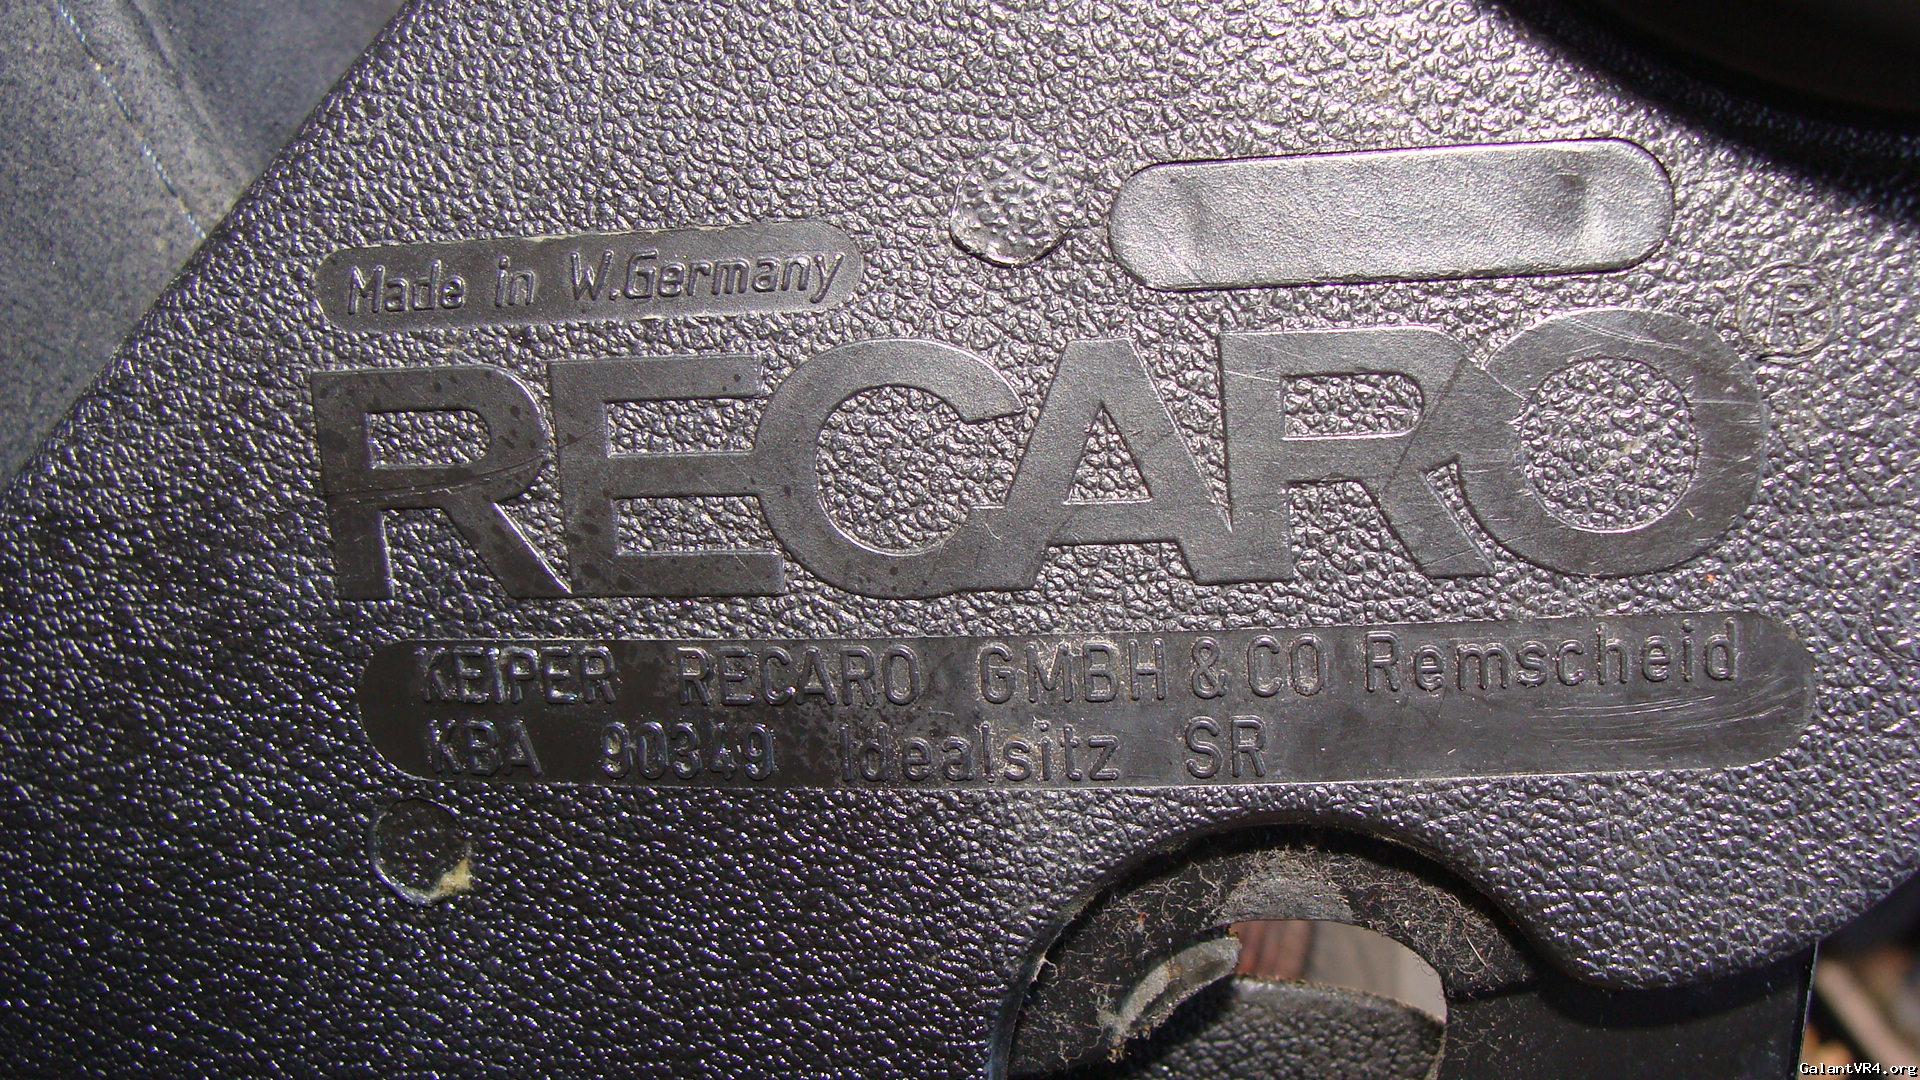 Made in W.Germany
RECARO ®
KEIPER RECARO GMBH & CO Remscheid
KBA 90349 Idealsitz SR
GalantVR4.org